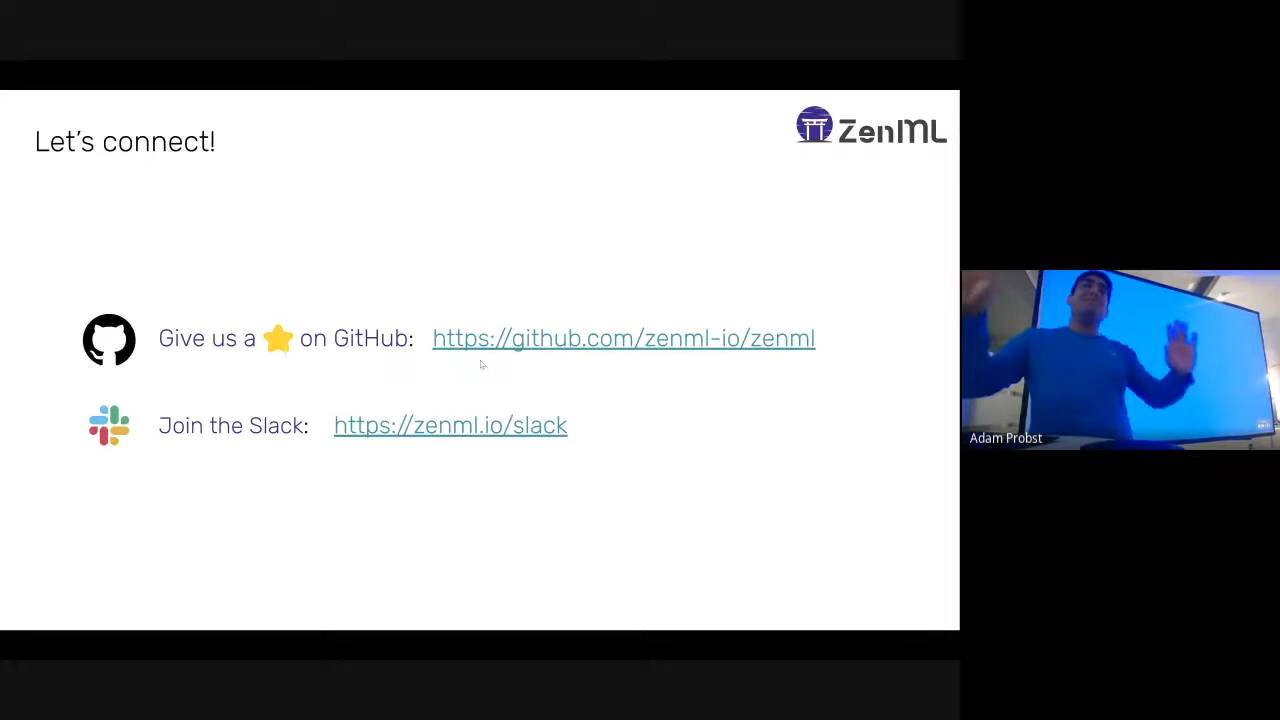 Let's connect!
ZenML
Give us a ⭐ on GitHub: https://github.com/zenml-io/zenml
Join the Slack: https://zenml.io/slack
Adam Probst